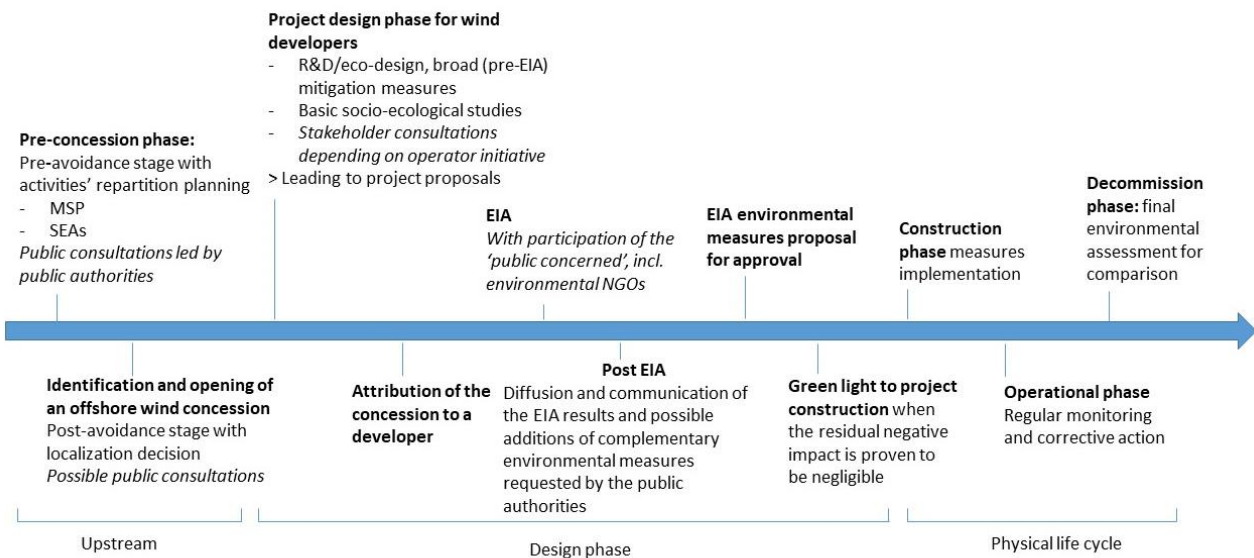 Project design phase for wind
developers
- R&D/eco-design, broad (pre-EIA)
mitigation measures
- Basic socio-ecological studies
- Stakeholder consultations
depending on operator initiative
> Leading to project proposals
Pre-concession phase:
Pre-avoidance stage with
activities’ repartition planning
- MSP
- SEAs
Public consultations led by
public authorities
EIA
With participation of the
‘public concerned’, incl.
environmental NGOs
EIA environmental
measures proposal
for approval
Construction
phase measures
implementation
Decommission
phase: final
environmental
assessment for
comparison
Identification and opening of
an offshore wind concession
Post-avoidance stage with
localization decision
Possible public consultations
Attribution of the
concession to a
developer
Post EIA
Diffusion and communication of
the EIA results and possible
additions of complementary
environmental measures
requested by the public
authorities
Green light to project
construction when
the residual negative
impact is proven to
be negligible
Operational phase
Regular monitoring
and corrective action
Upstream
Design phase
Physical life cycle